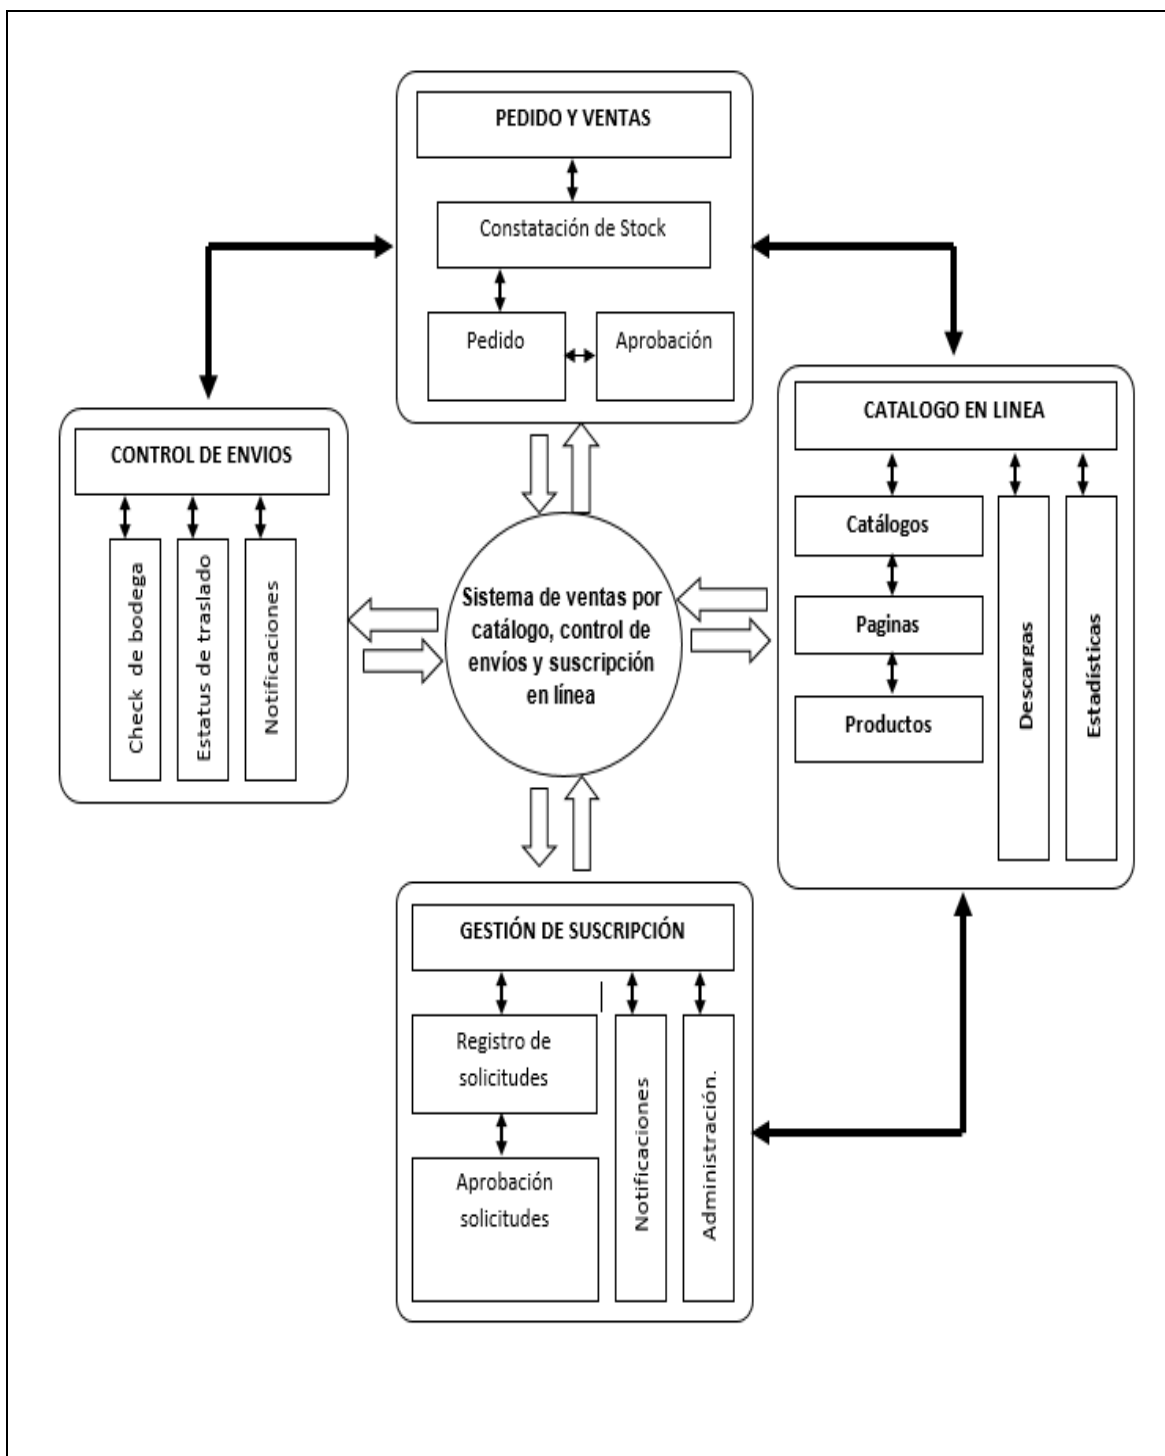 PEDIDO Y VENTAS
Constatación de Stock
Pedido
Aprobación
CONTROL DE ENVIOS
Check de bodega
Estatus de traslado
Notificaciones
Sistema de ventas por
catálogo, control de
envíos y suscripción
en línea
CATALOGO EN LINEA
Catálogos
Paginas
Productos
Descargas
Estadísticas
GESTIÓN DE SUSCRIPCIÓN
Registro de
solicitudes
Aprobación
solicitudes
Notificaciones
Administración.